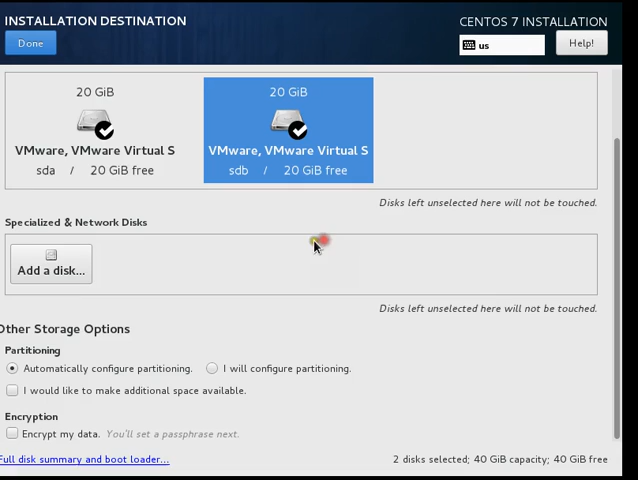 INSTALLATION DESTINATION
CENTOS 7 INSTALLATION
Done
us
Help!
20 GiB
20 GiB
VMware, VMware Virtual S
VMware, VMware Virtual S
sda / 20 GiB free
sdb / 20 GiB free
Disks left unselected here will not be touched.
Specialized & Network Disks
Add a disk...
Disks left unselected here will not be touched.
Other Storage Options
Partitioning
Automatically configure partitioning.
I will configure partitioning.
I would like to make additional space available.
Encryption
Encrypt my data. You'll set a passphrase next.
Full disk summary and boot loader...
2 disks selected; 40 GiB capacity; 40 GiB free